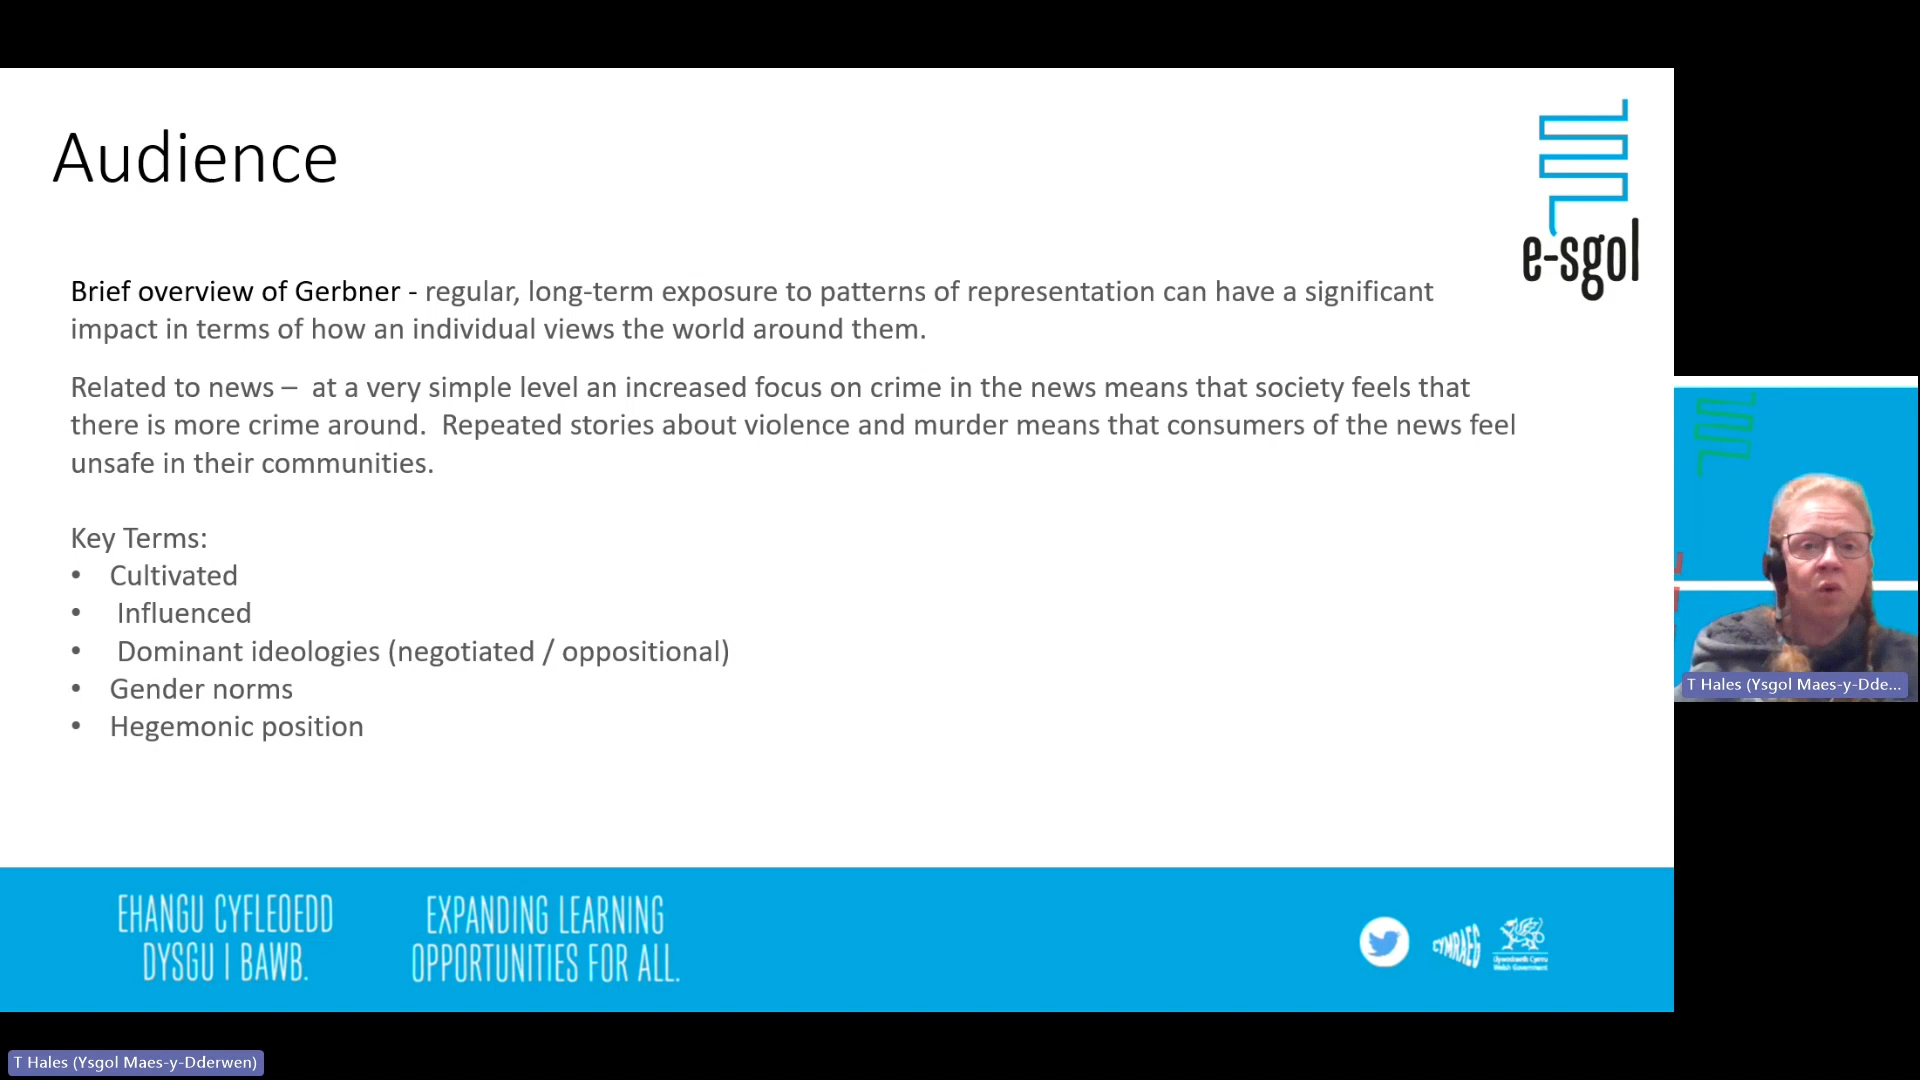 Audience
e-sgol
Brief overview of Gerbner - regular, long-term exposure to patterns of representation can have a significant
impact in terms of how an individual views the world around them.
Related to news –  at a very simple level an increased focus on crime in the news means that society feels that
there is more crime around.  Repeated stories about violence and murder means that consumers of the news feel
unsafe in their communities.
Key Terms:
• Cultivated
• Influenced
• Dominant ideologies (negotiated / oppositional)
• Gender norms
• Hegemonic position
T Hales (Ysgol Maes-y-Dde...
EHANGU CYFLEOEDD
DYSGU I BAWB.
EXPANDING LEARNING
OPPORTUNITIES FOR ALL.
CYMRAEG
Llywodraeth Cymru
Welsh Government
T Hales (Ysgol Maes-y-Dderwen)